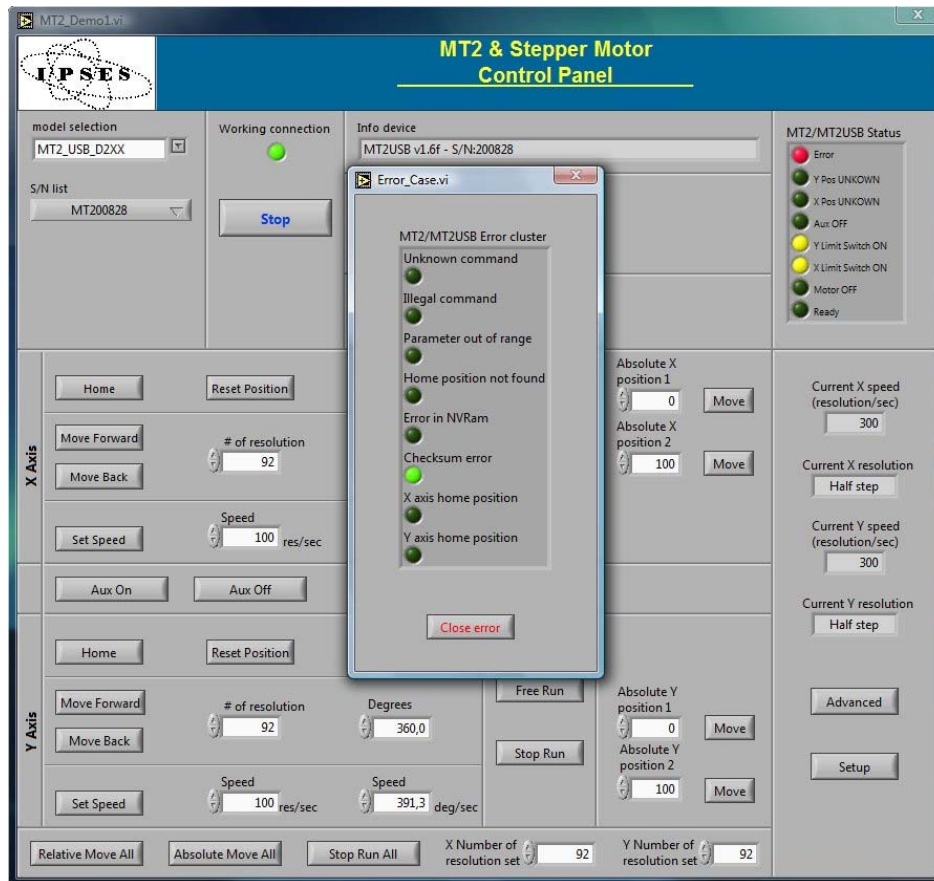 MT2_Demo1.vi
IPSES
MT2 & Stepper Motor
Control Panel
model selection
MT2_USB_D2XX
S/N list
MT200828
Working connection
Stop
Info device
MT2USB v1.6f - S/N:200828
MT2/MT2USB Status
Error
Y Pos UNKOWN
X Pos UNKOWN
Aux OFF
Y Limit Switch ON
X Limit Switch ON
Motor OFF
Ready
Error_Case.vi
MT2/MT2USB Error cluster
Unknown command
Illegal command
Parameter out of range
Home position not found
Error in NVRam
Checksum error
X axis home position
Y axis home position
Close error
X Axis
Home
Reset Position
Move Forward
Move Back
# of resolution
92
Set Speed
Speed
100 res/sec
Absolute X
position 1
0
Move
Absolute X
position 2
100
Move
Current X speed
(resolution/sec)
300
Current X resolution
Half step
Current Y speed
(resolution/sec)
300
Current Y resolution
Half step
Aux On
Aux Off
Y Axis
Home
Reset Position
Move Forward
Move Back
# of resolution
92
Degrees
360,0
Free Run
Stop Run
Absolute Y
position 1
0
Move
Absolute Y
position 2
100
Move
Advanced
Setup
Set Speed
Speed
100 res/sec
Speed
391,3 deg/sec
Relative Move All
Absolute Move All
Stop Run All
X Number of
resolution set
92
Y Number of
resolution set
92